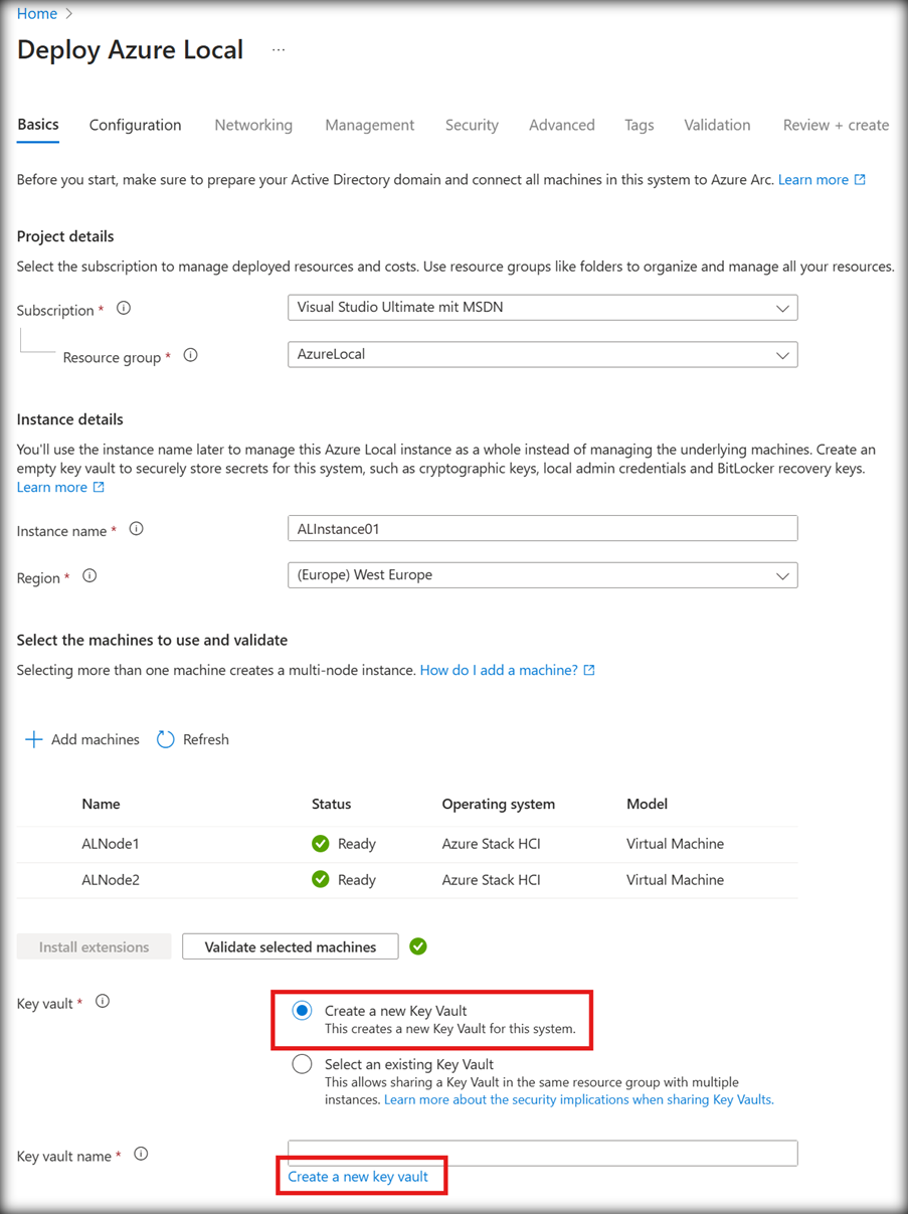 Home >
Deploy Azure Local ...
Basics Configuration Networking Management Security Advanced Tags Validation Review + create
Before you start, make sure to prepare your Active Directory domain and connect all machines in this system to Azure Arc. Learn more
Project details
Select the subscription to manage deployed resources and costs. Use resource groups like folders to organize and manage all your resources.
Subscription * Visual Studio Ultimate mit MSDN
Resource group * AzureLocal
Instance details
You'll use the instance name later to manage this Azure Local instance as a whole instead of managing the underlying machines. Create an
empty key vault to securely store secrets for this system, such as cryptographic keys, local admin credentials and BitLocker recovery keys.
Learn more
Instance name * ALInstance01
Region * (Europe) West Europe
Select the machines to use and validate
Selecting more than one machine creates a multi-node instance. How do I add a machine?
Add machines Refresh
Name Status Operating system Model
ALNode1 Ready Azure Stack HCI Virtual Machine
ALNode2 Ready Azure Stack HCI Virtual Machine
Install extensions Validate selected machines
Key vault * Create a new Key Vault
This creates a new Key Vault for this system.
Select an existing Key Vault
This allows sharing a Key Vault in the same resource group with multiple
instances. Learn more about the security implications when sharing Key Vaults.
Key vault name *
Create a new key vault